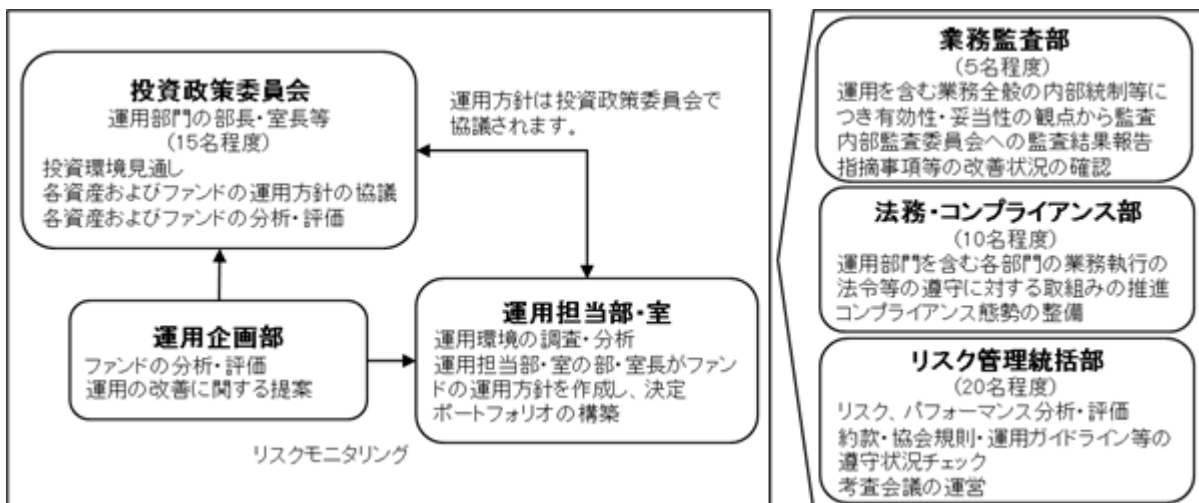 投資政策委員会
運用部門の部長・室長等
(15名程度)
投資環境見通し
各資産およびファンドの運用方針の協議
各資産およびファンドの分析・評価
運用方針は投資政策委員会で
協議されます。
運用企画部
ファンドの分析・評価
運用の改善に関する提案
運用担当部・室
運用環境の調査・分析
運用担当部・室の部・室長がファン
ドの運用方針を作成し、決定
ポートフォリオの構築
リスクモニタリング
業務監査部
(5名程度)
運用を含む業務全般の内部統制等に
つき有効性・妥当性の観点から監査
内部監査委員会への監査結果報告
指摘事項等の改善状況の確認
法務・コンプライアンス部
(10名程度)
運用部門を含む各部門の業務執行の
法令等の遵守に対する取組みの推進
コンプライアンス態勢の整備
リスク管理統括部
(20名程度)
リスク、パフォーマンス分析・評価
約款・協会規則・運用ガイドライン等の
遵守状況チェック
考査会議の運営